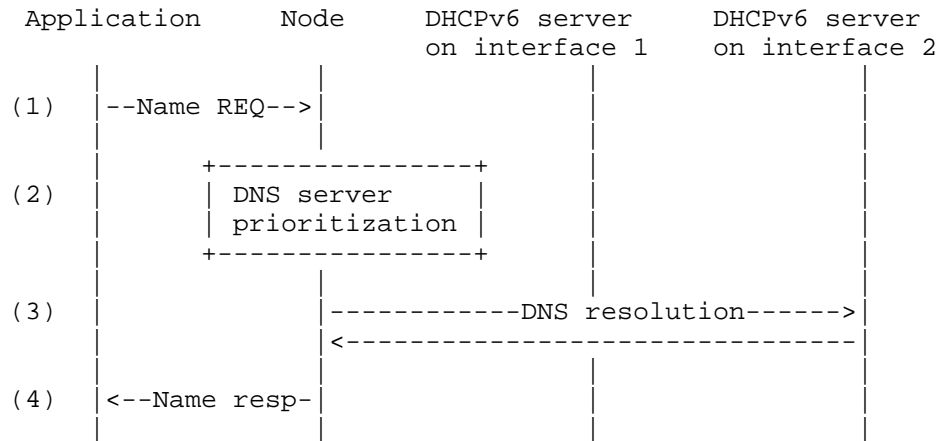 Application Node DHCPv6 server DHCPv6 server
on interface 1 on interface 2
(1) --Name REQ-->
(2) DNS server
prioritization
(3) ------------DNS resolution------>
<---------------------------------
(4) <--Name resp-